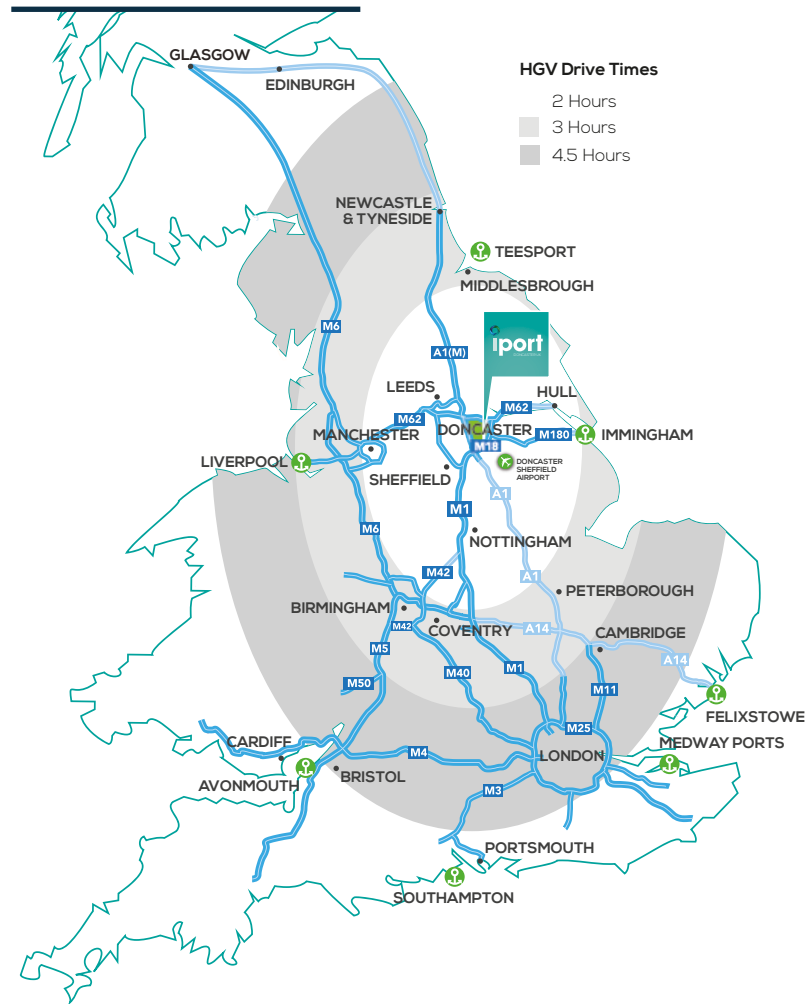 GLASGOW
EDINBURGH
HGV Drive Times
2 Hours
3 Hours
4.5 Hours
NEWCASTLE
& TYNESIDE
TEESPORT
MIDDLESBROUGH
M6
iport
A1(M)
LEEDS
HULL
M62
M62
DONCASTER
M180
IMMINGHAM
MANCHESTER
M18
LIVERPOOL
SHEFFIELD
DONCASTER
SHEFFIELD
AIRPORT
A1
M1
M6
NOTTINGHAM
M42
A1
PETERBOROUGH
BIRMINGHAM
M42
COVENTRY
A14
CAMBRIDGE
M5
A14
M50
M40
M1
M11
FELIXSTOWE
M25
CARDIFF
M4
LONDON
MEDWAY PORTS
AVONMOUTH
BRISTOL
M3
PORTSMOUTH
SOUTHAMPTON